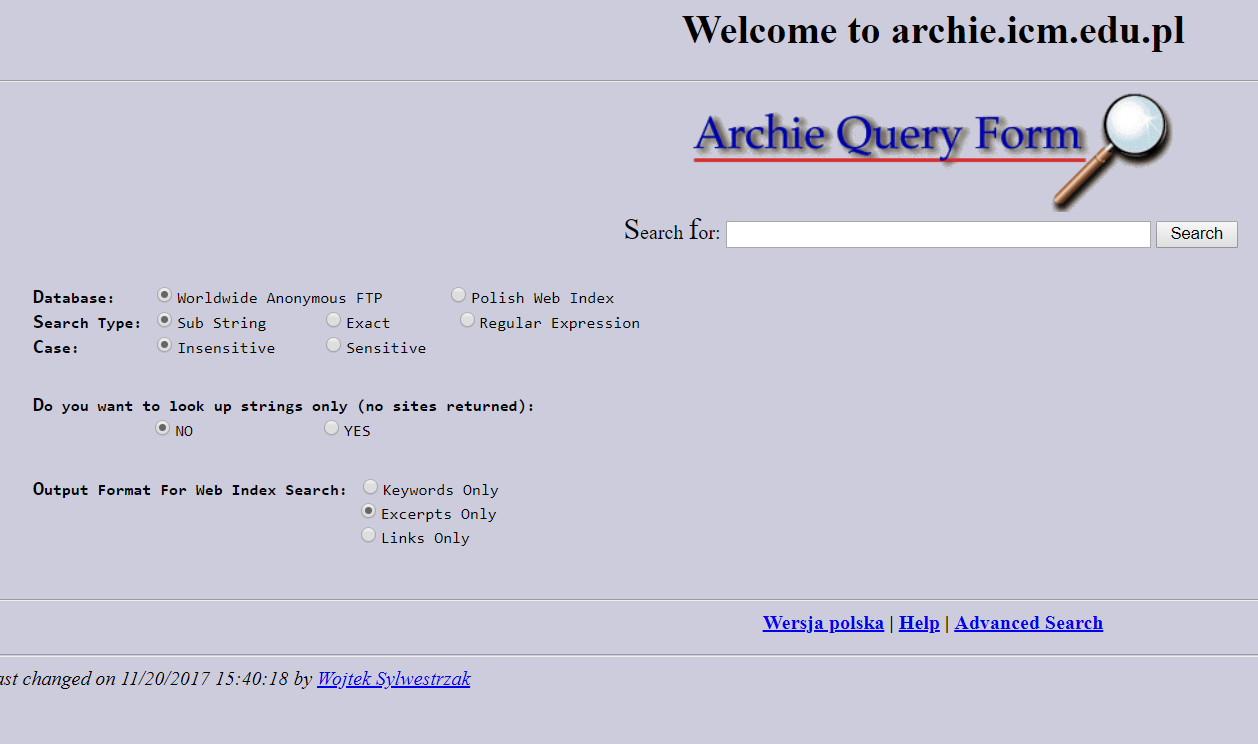 Welcome to archie.icm.edu.pl
Archie Query Form
Search for: Search
Database: Worldwide Anonymous FTP Polish Web Index
Search Type: Sub String Exact Regular Expression
Case: Insensitive Sensitive
Do you want to look up strings only (no sites returned):
NO YES
Output Format For Web Index Search: Keywords Only
Excerpts Only
Links Only
Wersja polska | Help | Advanced Search
ast changed on 11/20/2017 15:40:18 by Wojtek Sylwestrzak